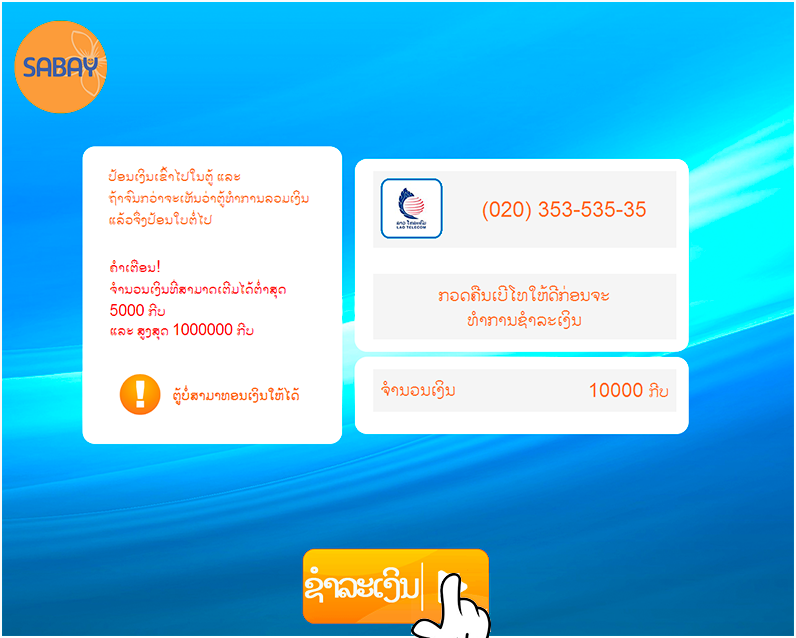 SABAY
ປ້ອນເງິນເຂົ້າໄປໃນຕູ້ ແລະ
ຖ້າຈົນກວ່າຈະເຫັນວ່າຕູ້ທຳການລວມເງິນ
ແລ້ວຈຶ່ງປ້ອນໃບຕໍ່ໄປ
ຄຳເຕືອນ!
ຈຳນວນເງິນທີ່ສາມາດເຕີມໄດ້ຕ່ຳສຸດ
5000 ກີບ
ແລະ ສູງສຸດ 1000000 ກີບ
ຕູ້ບໍ່ສາມາທອນເງິນໃຫ້ໄດ້
ລາວ ໂທລະຄົມ
LAO TELECOM
(020) 353-535-35
ກວດຄືນເບີໂທໃຫ້ດີກ່ອນຈະ
ທຳການຊຳລະເງິນ
ຈຳນວນເງິນ 10000 ກີບ
ຊຳລະເງິນ